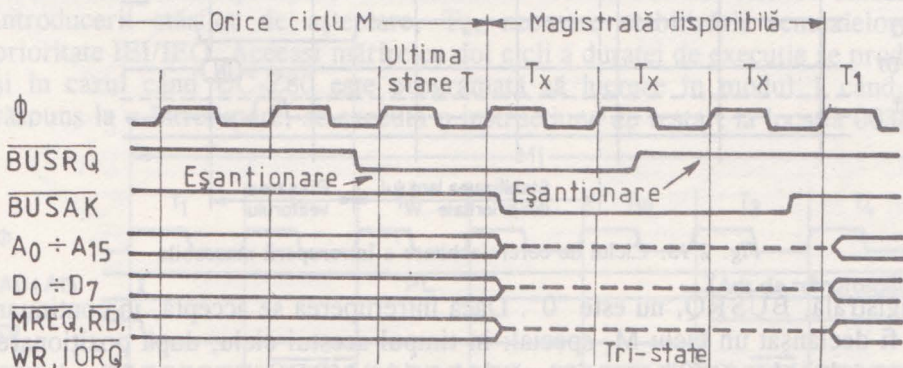 Orice ciclu M
Magistrală disponibilă
Ultima
stare T
Tx
Tx
Tx
T1
Φ
BUSRQ
Eşantionare
Eşantionare
BUSAK
A0 ÷ A15
D0 ÷ D7
MREQ, RD,
WR, IORQ
Tri-state